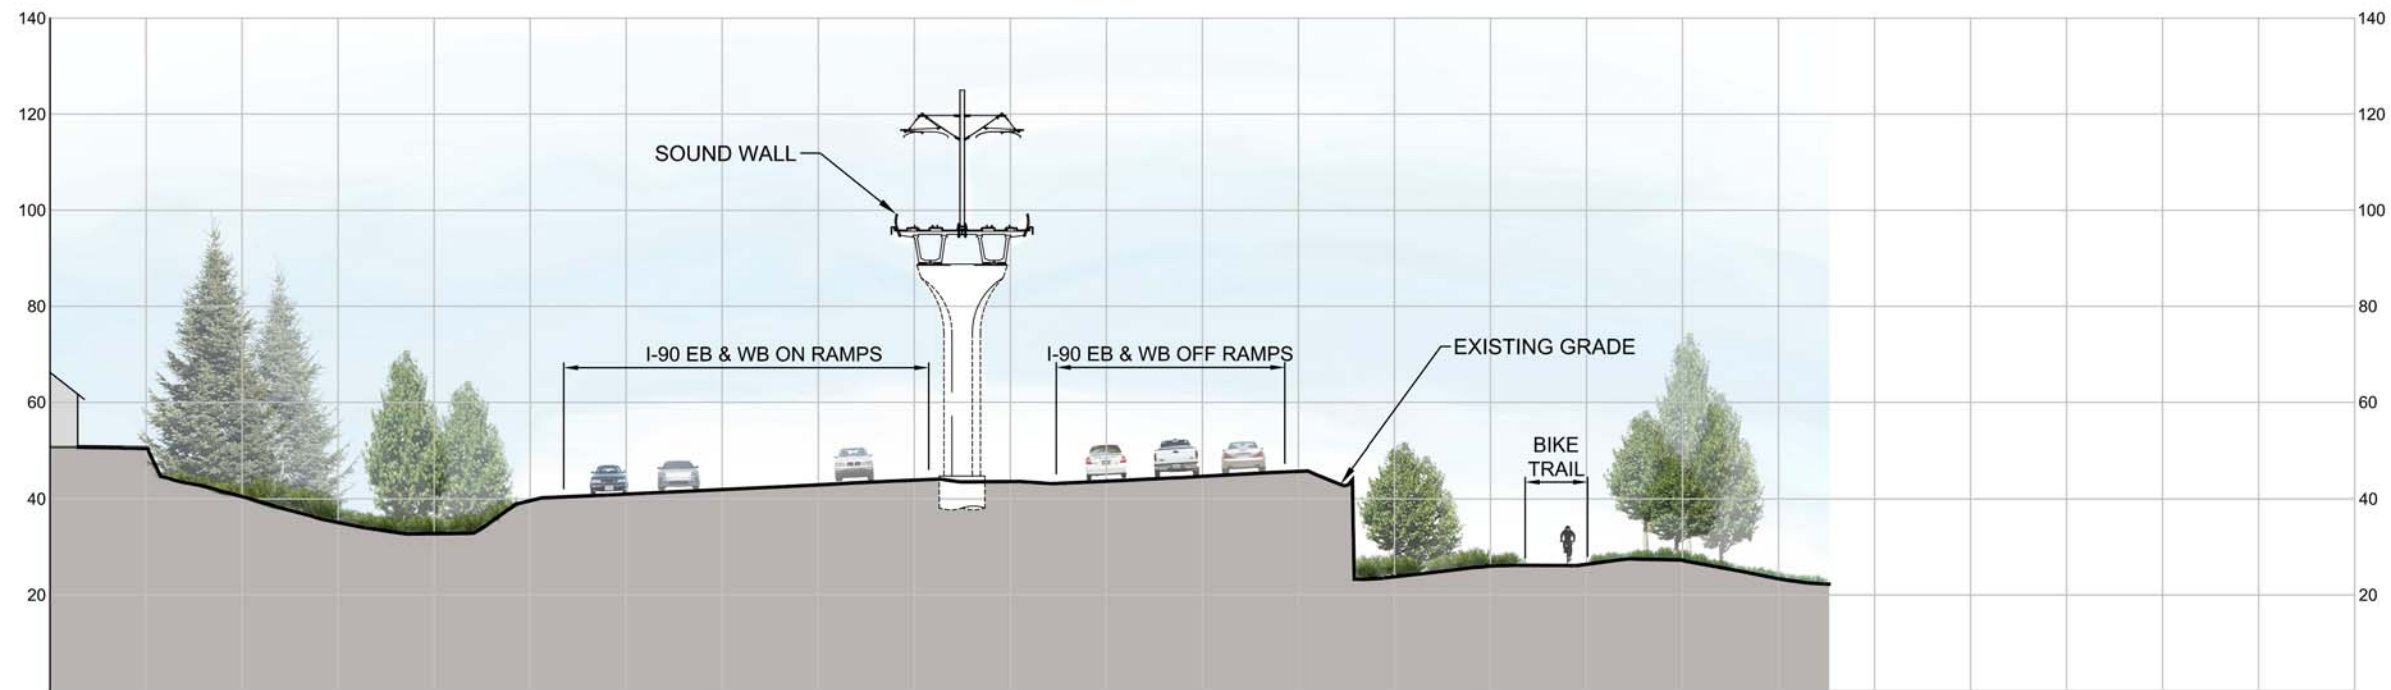 140 140
120 120
SOUND WALL
100 100
80 80
I-90 EB & WB ON RAMPS I-90 EB & WB OFF RAMPS EXISTING GRADE
60 60
BIKE
TRAIL
40 40
20 20